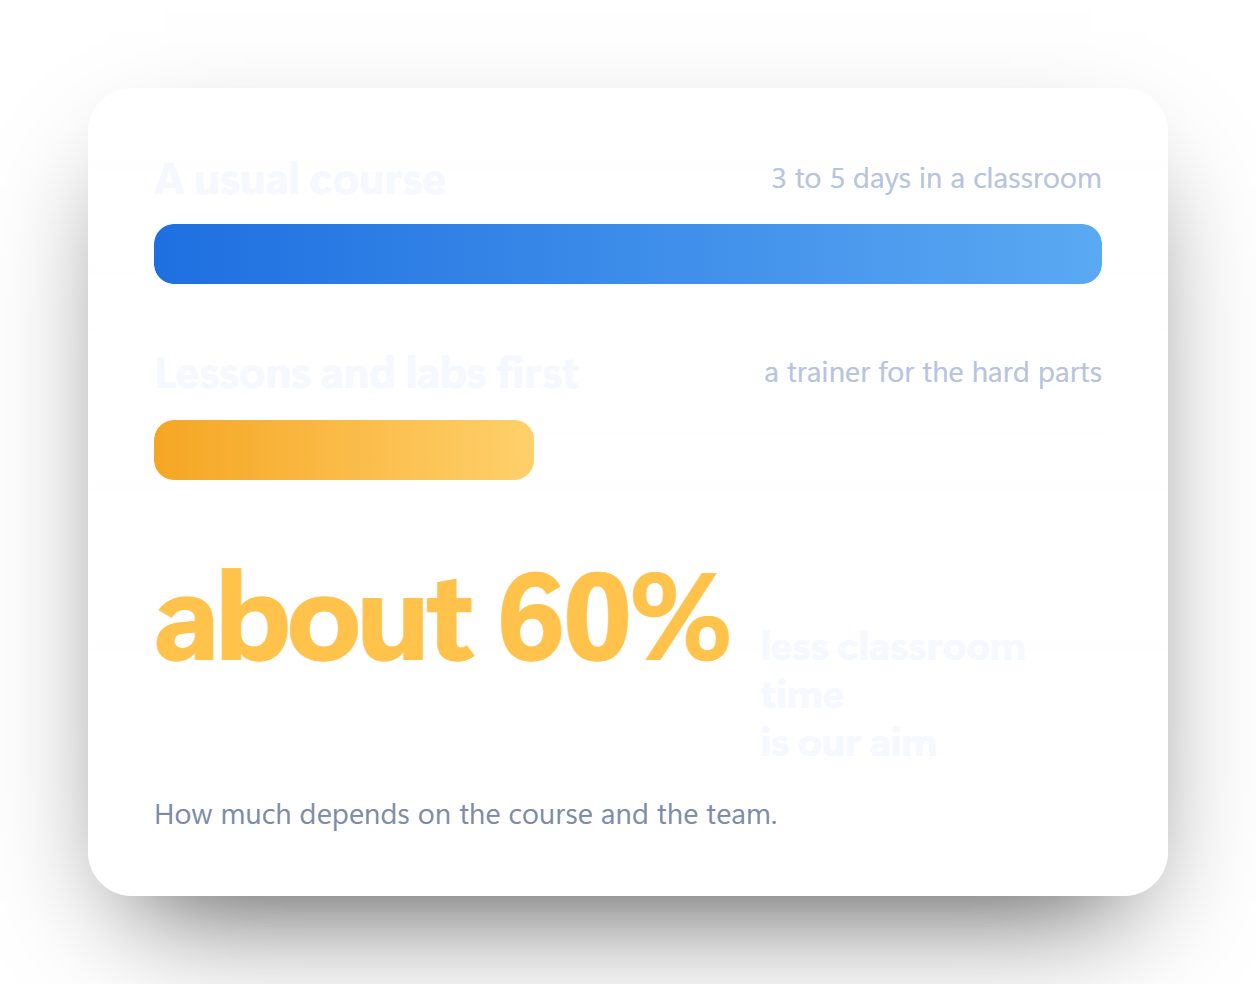 A usual course
3 to 5 days in a classroom
Lessons and labs first
a trainer for the hard parts
about 60%
less classroom
time
is our aim
How much depends on the course and the team.